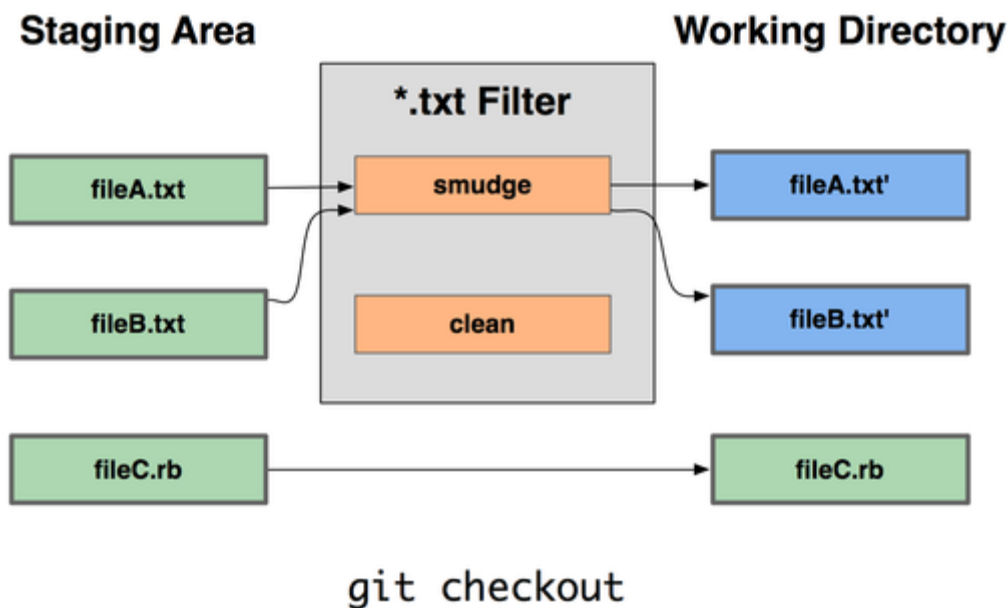 Staging Area
Working Directory
*.txt Filter
fileA.txt
smudge
fileA.txt'
fileB.txt
clean
fileB.txt'
fileC.rb
fileC.rb
git checkout